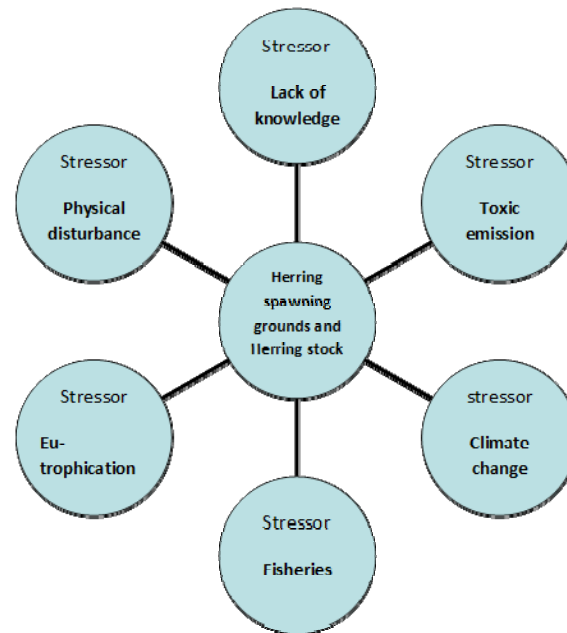 Stressor
Lack of
knowledge
Stressor
Physical
disturbance
Stressor
Toxic
emission
Herring
spawning
grounds and
Herring stock
Stressor
Eu-
trophication
stressor
Climate
change
Stressor
Fisheries